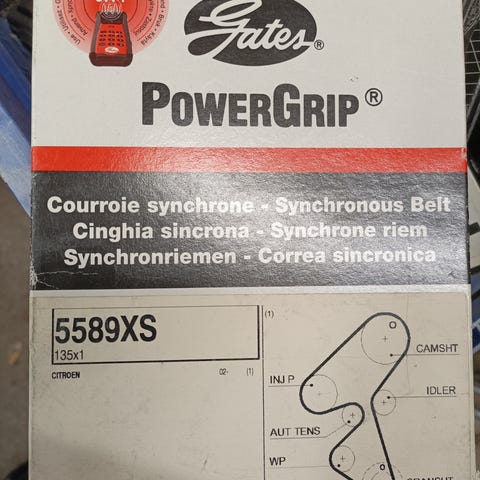 Gates®
POWERGRIP®
Courroie synchrone - Synchronous Belt
Cinghia sincrona - Synchrone riem
Synchronriemen - Correa sincronica
5589XS
135x1
CITROEN 02- (1)
(1)
CAMSHT
INJ P
IDLER
AUT TENS
WP